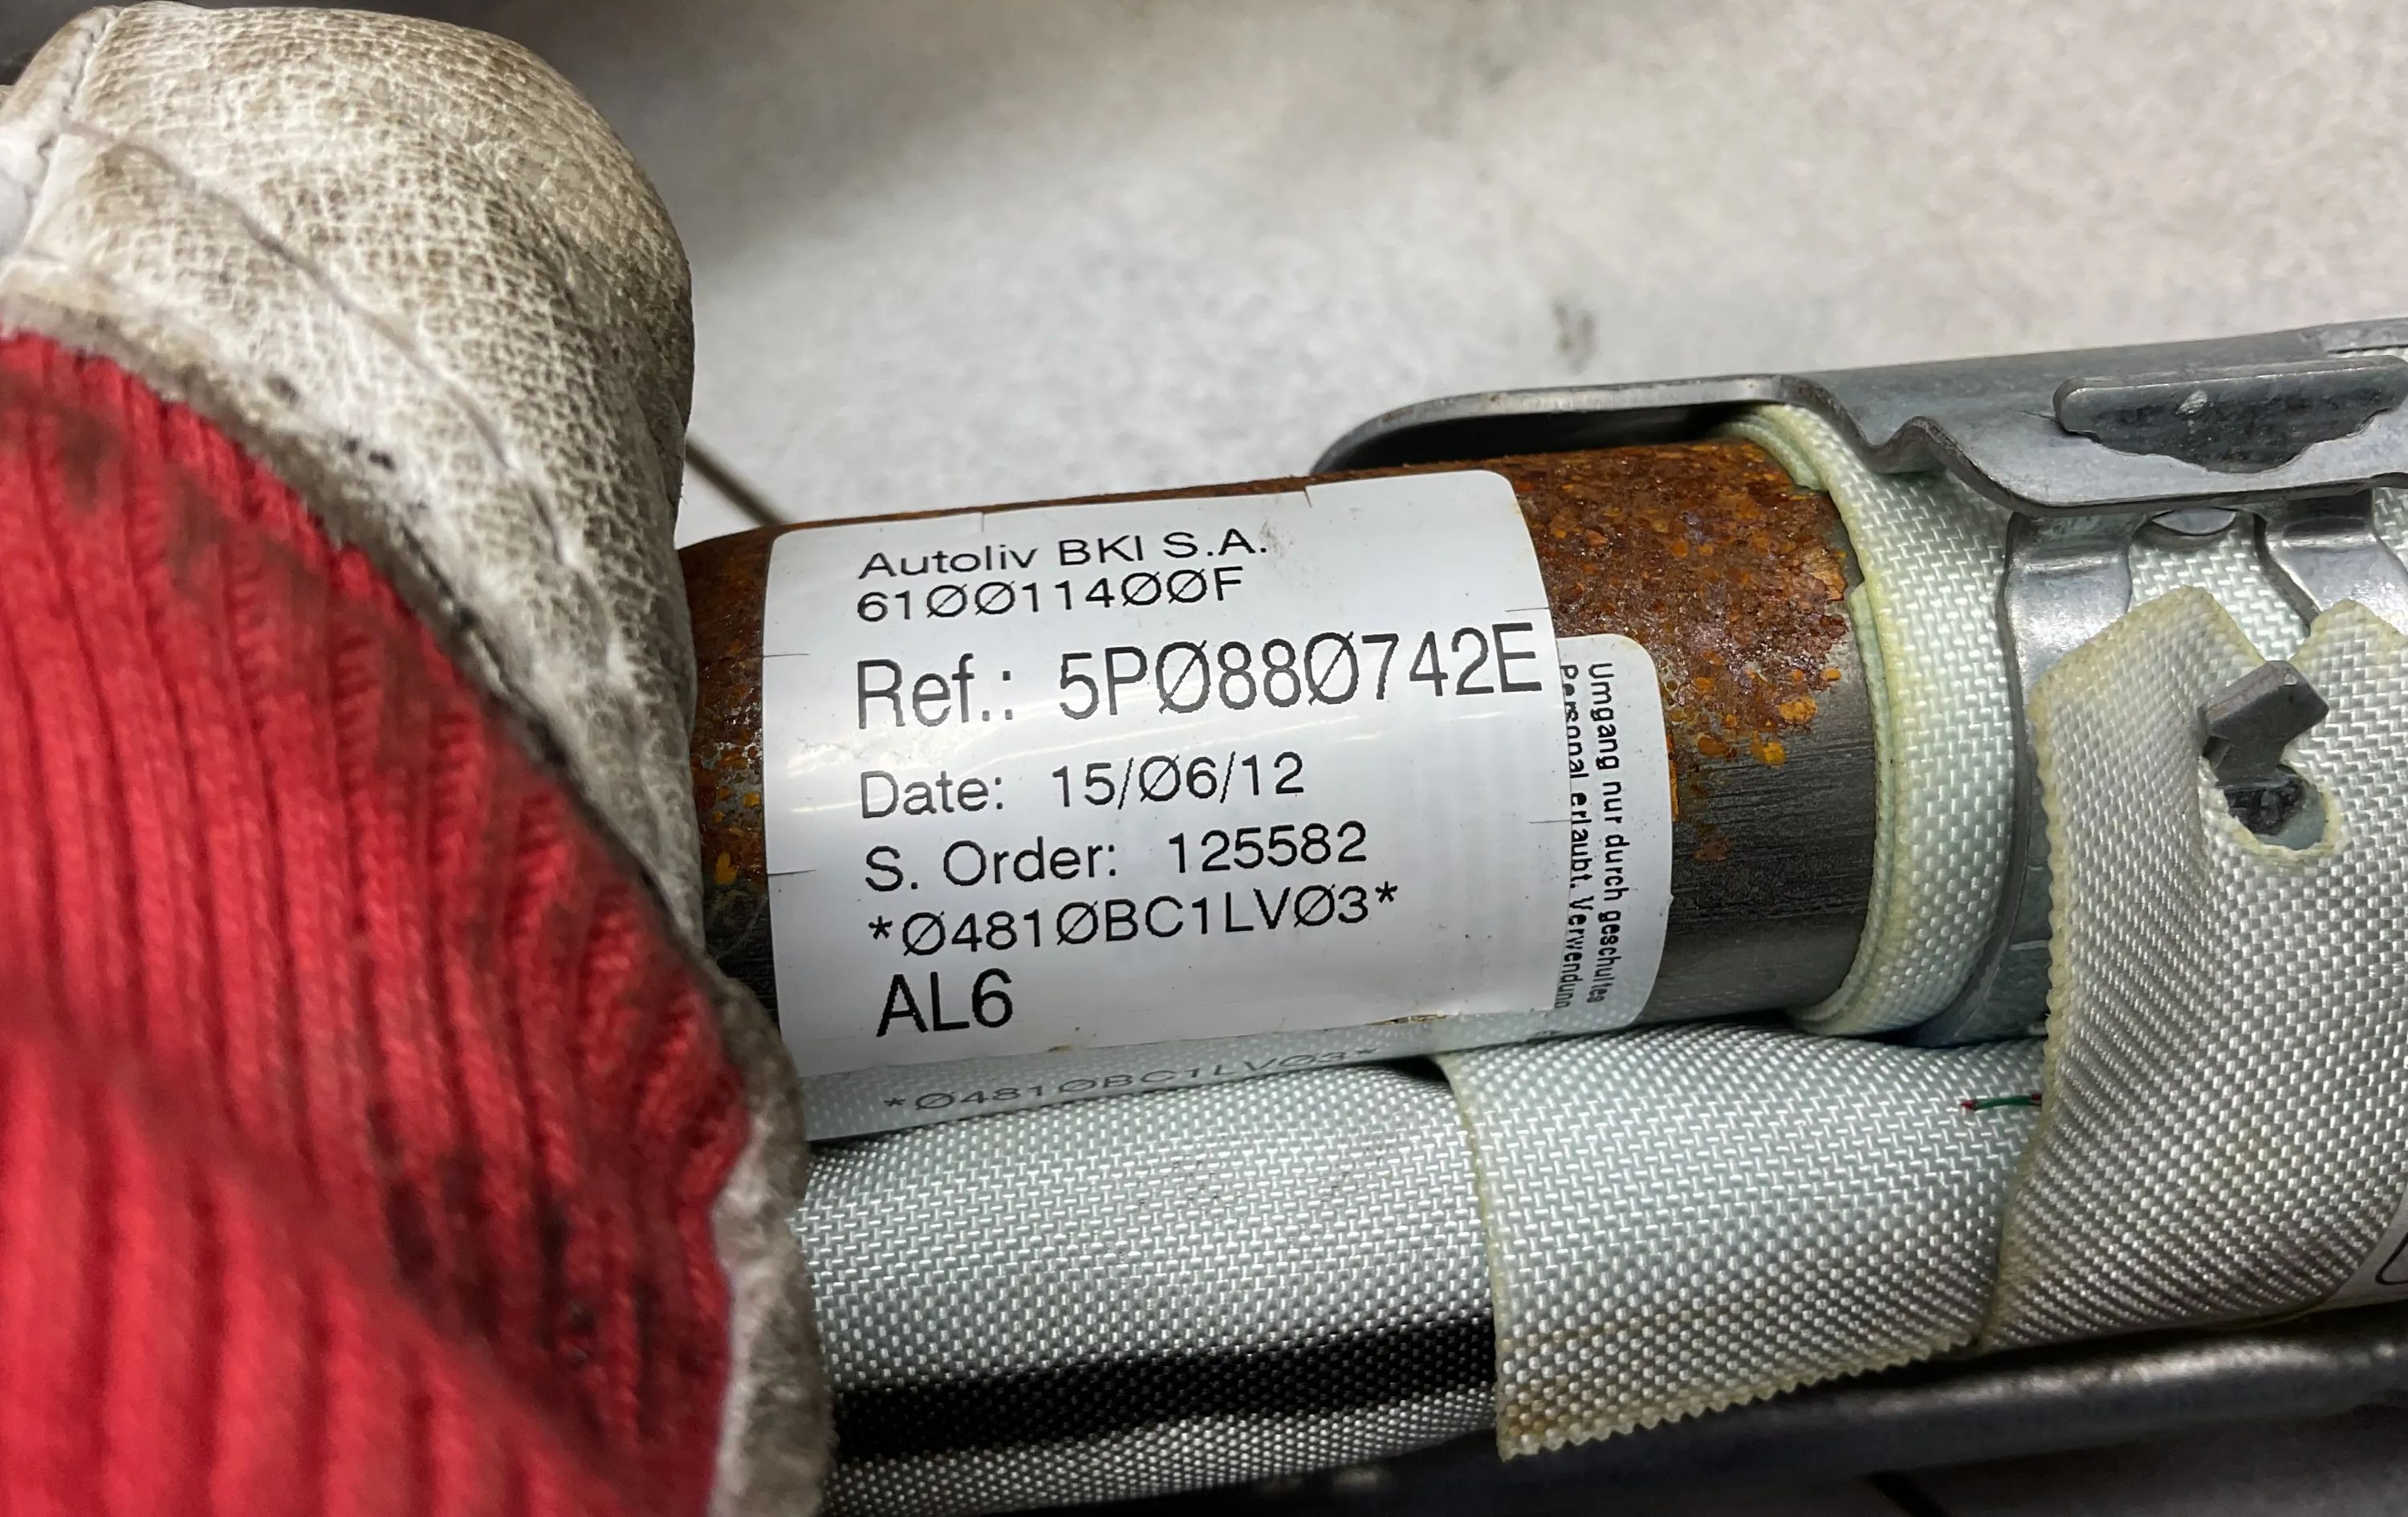 Autoliv BKI S.A.
61ØØ114ØØF
Ref.: 5PØ88Ø742E
Date: 15/Ø6/12
S. Order: 125582
*Ø481ØBC1LVØ3*
AL6
Umgang nur durch geschultes
Personal erlaubt. Verwendung
*Ø481ØBC1LVØ3*